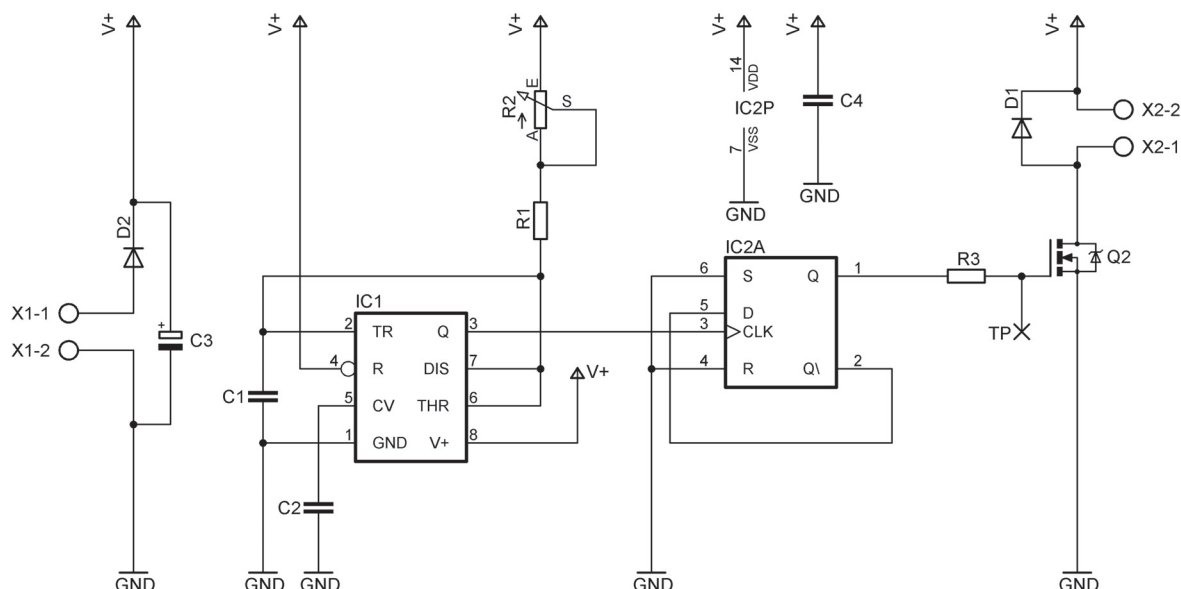 V+
V+
V+
V+
V+
V+
E
R2
S
A
14
VDD
IC2P
7
VSS
GND
C4
GND
D1
X2-2
X2-1
D2
R1
X1-1
X1-2
+
C3
IC1
2 TR Q 3
4 R DIS 7
5 CV THR 6
1 GND V+ 8
V+
C1
C2
IC2A
6 S Q 1
5 D
3 CLK
4 R Q\ 2
R3
TP
Q2
GND
GND
GND
GND
GND